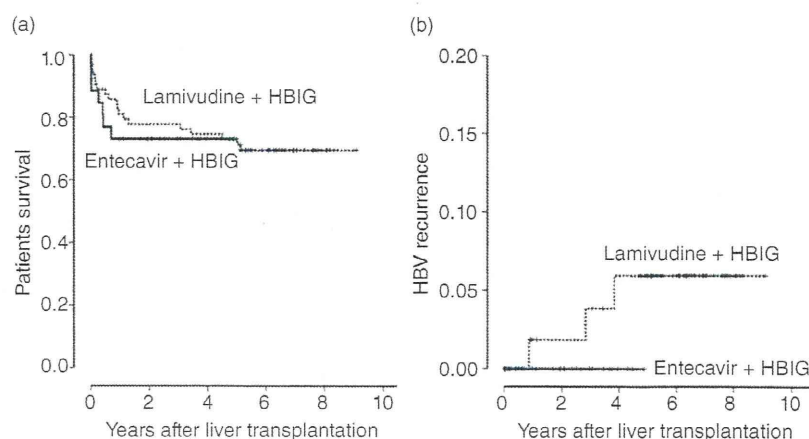 (a)
1.0
0.8
0.6
0.4
0.2
0.0
Patients survival
Lamivudine + HBIG
Entecavir + HBIG
0 2 4 6 8 10
Years after liver transplantation
(b)
0.20
0.15
0.10
0.05
0.00
HBV recurrence
Lamivudine + HBIG
Entecavir + HBIG
0 2 4 6 8 10
Years after liver transplantation